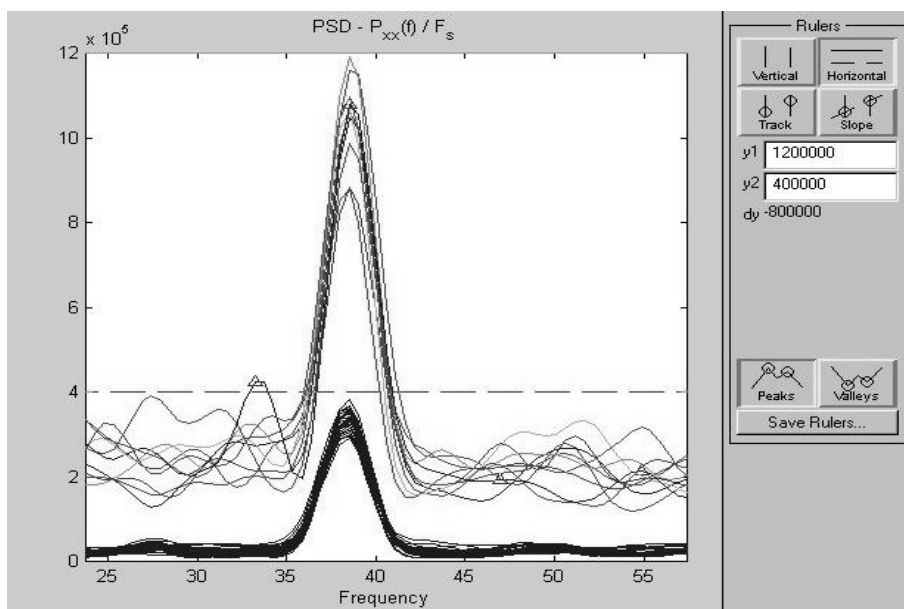 PSD - Pxx(f) / Fs
x 10^5
12
10
8
6
4
2
0
25 30 35 40 45 50 55
Frequency
Rulers
Vertical Horizontal
Track Slope
y1 1200000
y2 400000
dy -800000
Peaks Valleys
Save Rulers...